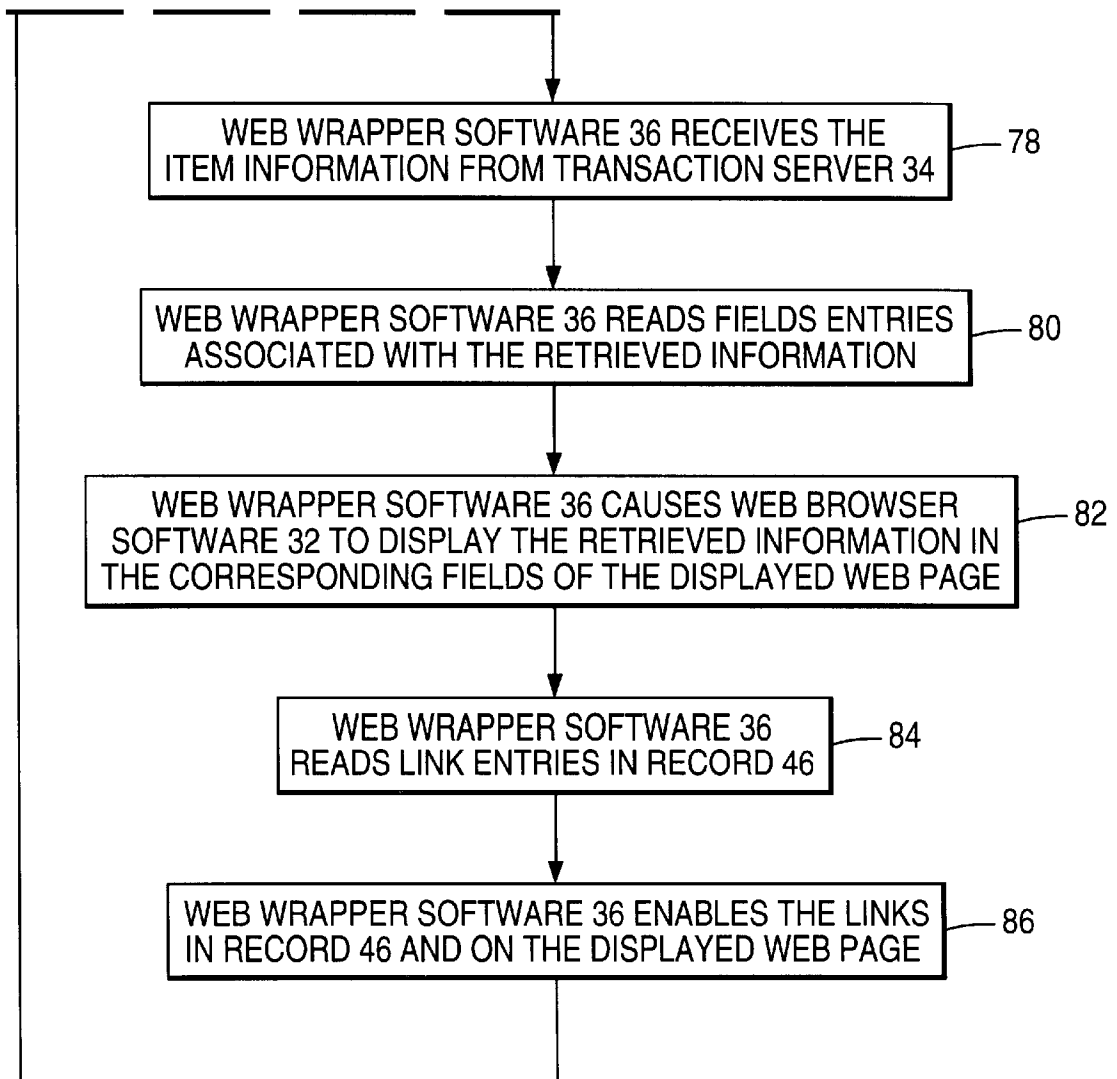 WEB WRAPPER SOFTWARE 36 RECEIVES THE
ITEM INFORMATION FROM TRANSACTION SERVER 34
78
WEB WRAPPER SOFTWARE 36 READS FIELDS ENTRIES
ASSOCIATED WITH THE RETRIEVED INFORMATION
80
WEB WRAPPER SOFTWARE 36 CAUSES WEB BROWSER
SOFTWARE 32 TO DISPLAY THE RETRIEVED INFORMATION IN
THE CORRESPONDING FIELDS OF THE DISPLAYED WEB PAGE
82
WEB WRAPPER SOFTWARE 36
READS LINK ENTRIES IN RECORD 46
84
WEB WRAPPER SOFTWARE 36 ENABLES THE LINKS
IN RECORD 46 AND ON THE DISPLAYED WEB PAGE
86